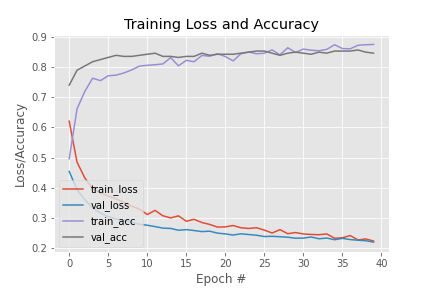 Training Loss and Accuracy
0.9
0.8
0.7
0.6
0.5
0.4
0.3
0.2
Loss/Accuracy
train_loss
val_loss
train_acc
val_acc
0 5 10 15 20 25 30 35 40
Epoch #